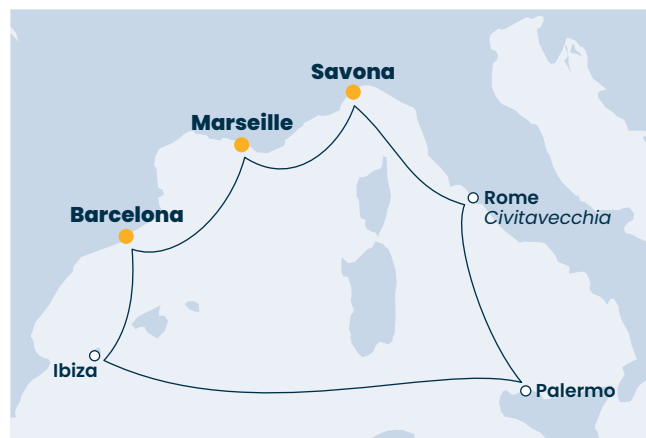 Savona
Marseille
Rome
Civitavecchia
Barcelona
Ibiza
Palermo